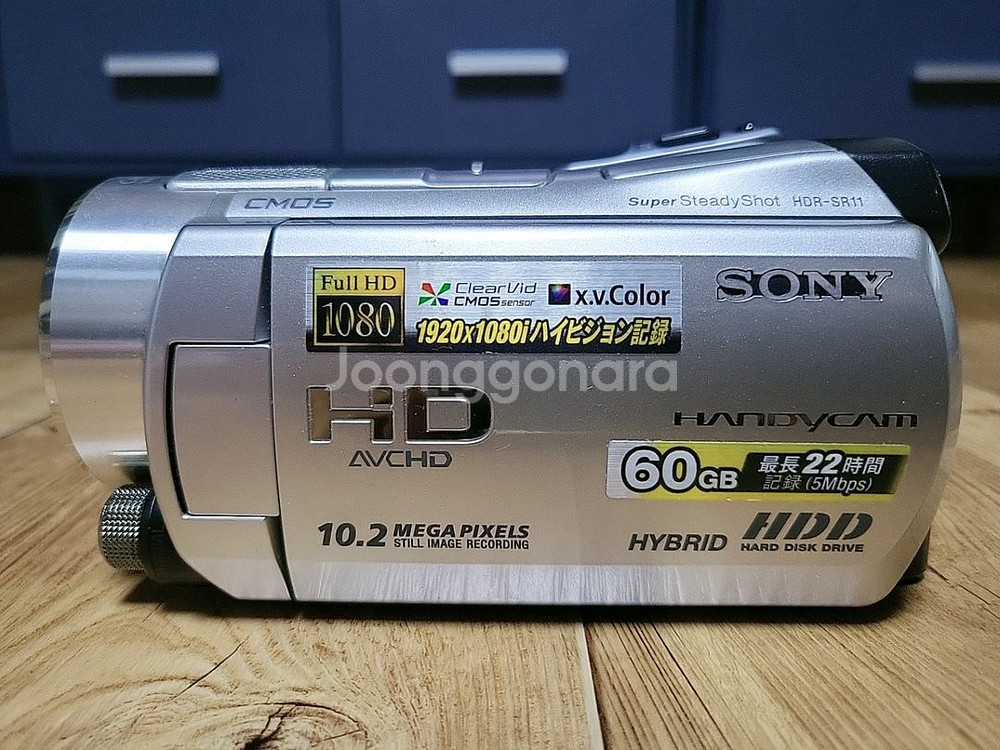 CMOS
Super SteadyShot HDR-SR11
SONY
Full HD
1080
ClearVid
CMOS sensor
x.v.Color
1920x1080iハイビジョン記録
Joonggonara
HD
AVCHD
HANDYCAM
60GB
最長22時間
記録(5Mbps)
10.2 MEGA PIXELS
STILL IMAGE RECORDING
HYBRID HDD
HARD DISK DRIVE